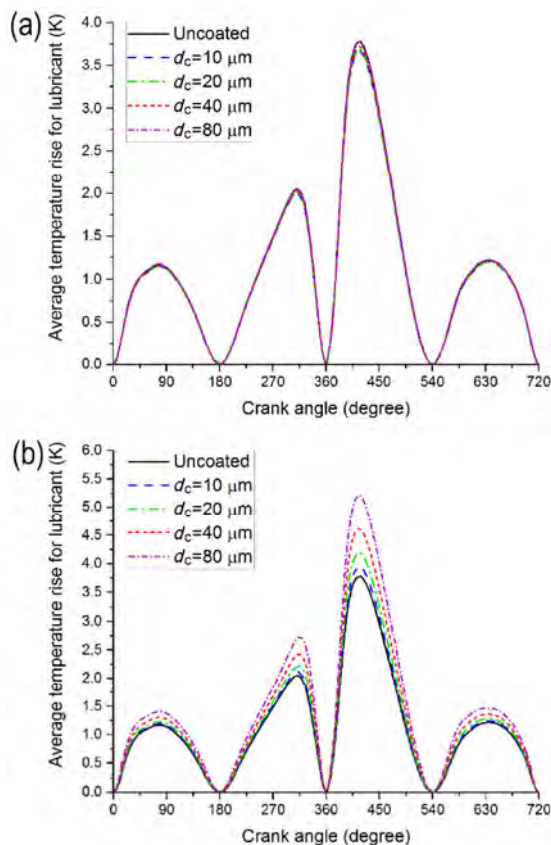 (a)
Average temperature rise for lubricant (K)
4.0
3.5
3.0
2.5
2.0
1.5
1.0
0.5
0.0
Uncoated
dc=10 μm
dc=20 μm
dc=40 μm
dc=80 μm
0 90 180 270 360 450 540 630 720
Crank angle (degree)
(b)
Average temperature rise for lubricant (K)
6.0
5.5
5.0
4.5
4.0
3.5
3.0
2.5
2.0
1.5
1.0
0.5
0.0
Uncoated
dc=10 μm
dc=20 μm
dc=40 μm
dc=80 μm
0 90 180 270 360 450 540 630 720
Crank angle (degree)